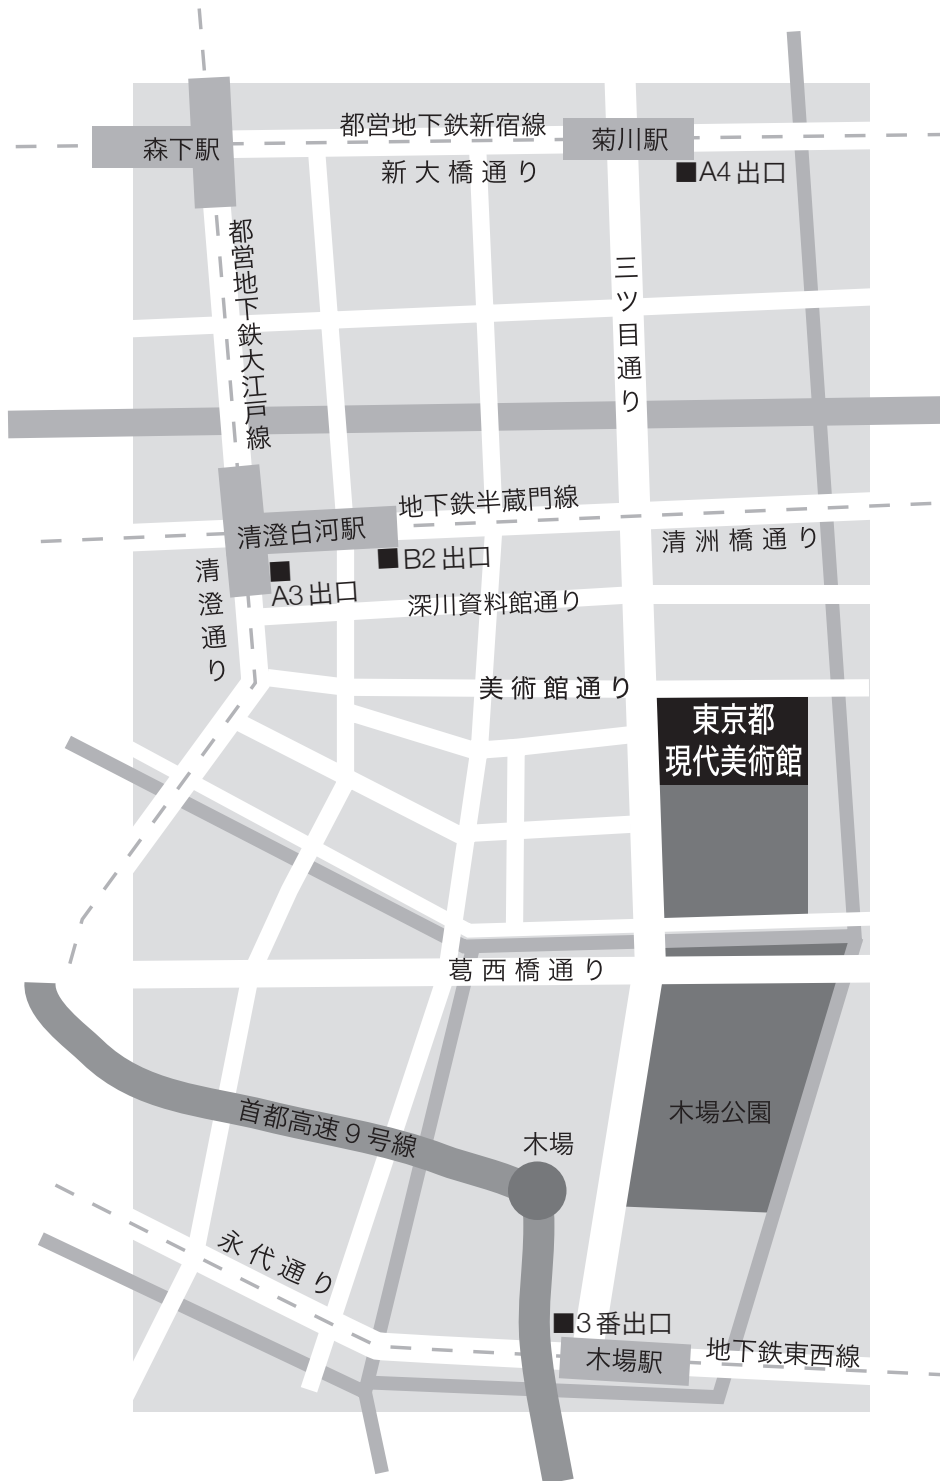 都営地下鉄新宿線
菊川駅
森下駅
新大橋通り
■A4出口
都営地下鉄大江戸線
三ツ目通り
地下鉄半蔵門線
清澄白河駅
清洲橋通り
■B2出口
■
A3出口
清澄通り
深川資料館通り
美術館通り
東京都
現代美術館
葛西橋通り
首都高速9号線
木場公園
木場
永代通り
■3番出口
木場駅
地下鉄東西線